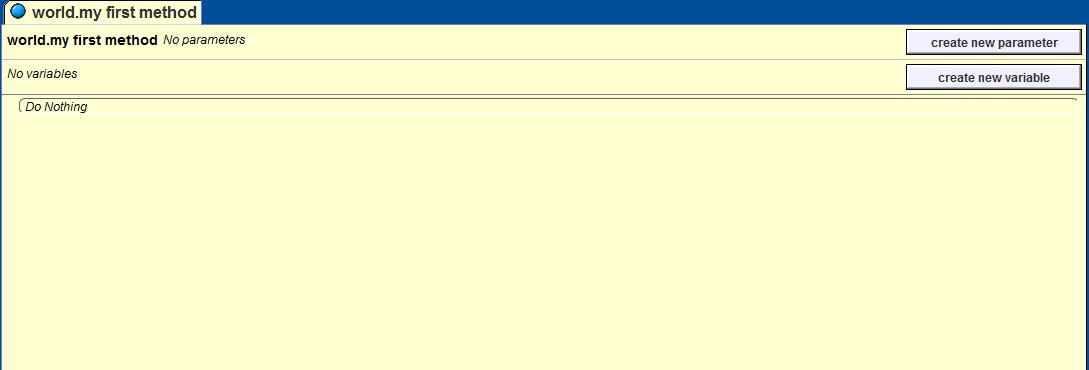 world.my first method
world.my first method No parameters
create new parameter
No variables
create new variable
Do Nothing